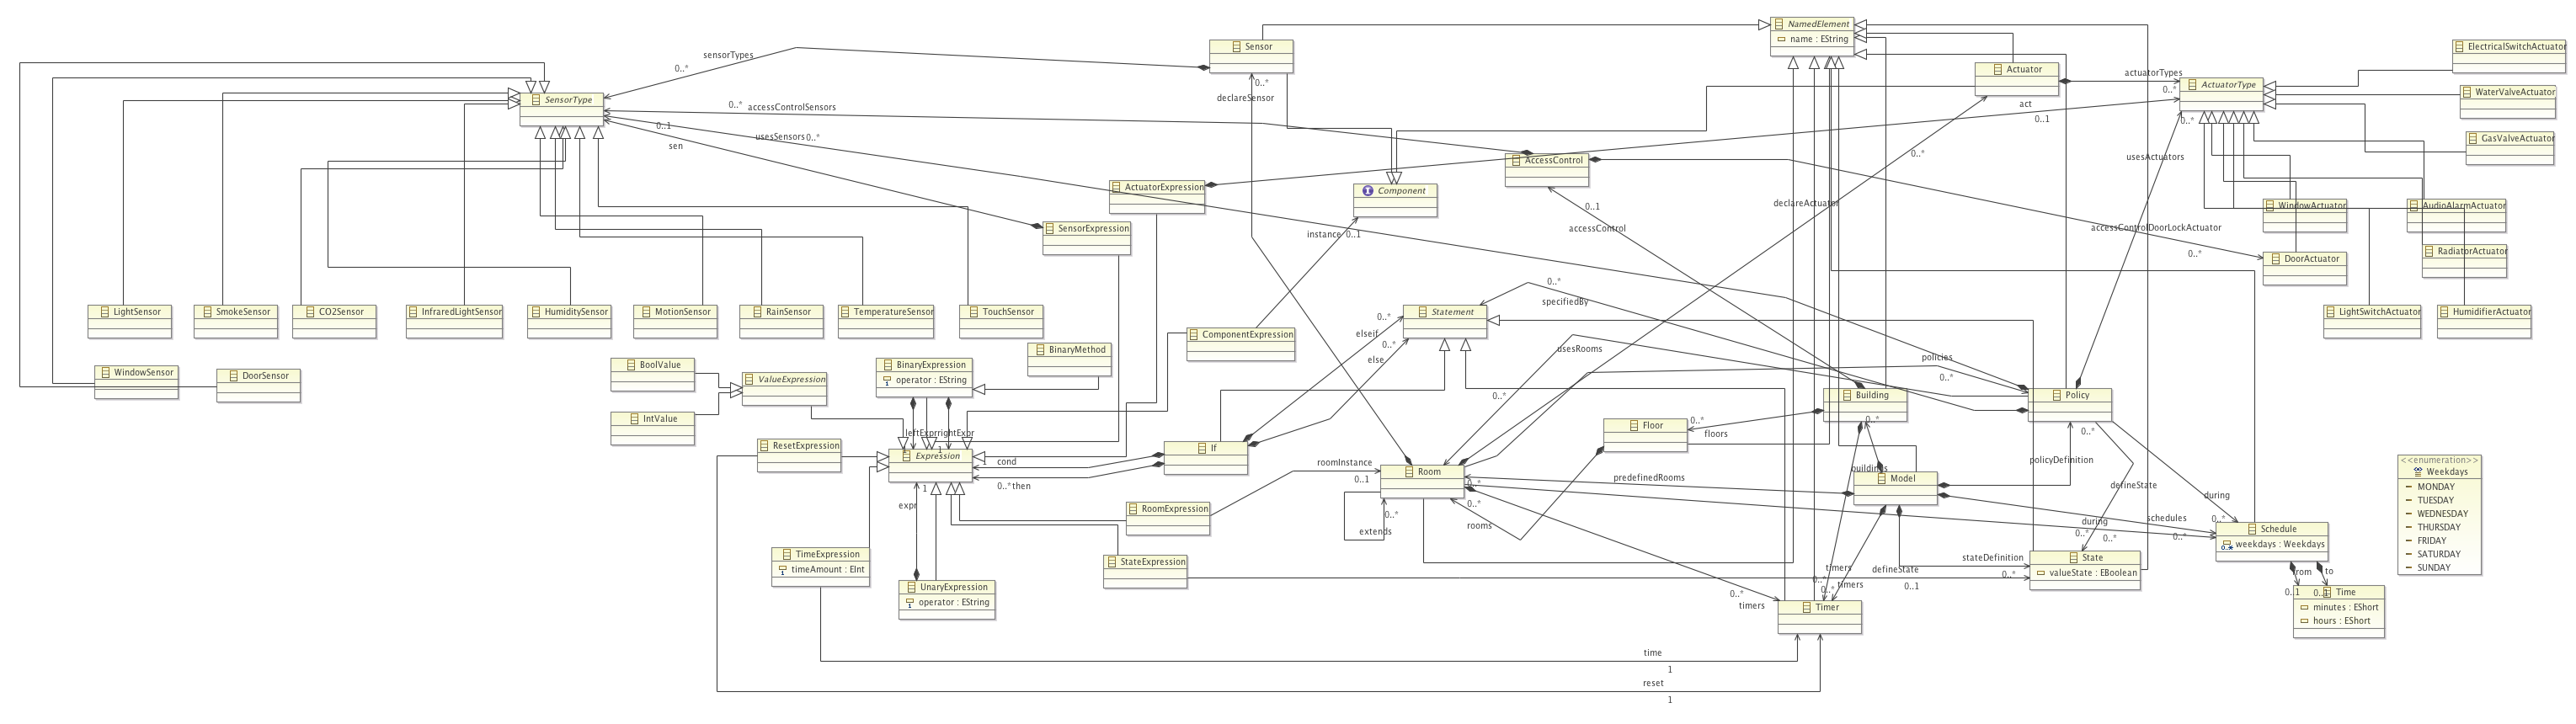 NamedElement
name : EString
Sensor
sensorTypes
0..*
ElectricalSwitchActuator
Actuator
actuatorTypes
0..*
ActuatorType
WaterValveActuator
SensorType
0..*
accessControlSensors
declareSensor
0..*
act
0..1
0..*
GasValveActuator
0..1
sen
usesSensors
0..*
AccessControl
0..*
usesActuators
ActuatorExpression
Component
declareActuator
WindowActuator
AudioAlarmActuator
0..1
accessControl
SensorExpression
instance
0..1
accessControlDoorLockActuator
0..*
DoorActuator
RadiatorActuator
0..*
specifiedBy
LightSensor
SmokeSensor
CO2Sensor
InfraredLightSensor
HumiditySensor
MotionSensor
RainSensor
TemperatureSensor
TouchSensor
Statement
LightSwitchActuator
HumidifierActuator
0..*
elseif
ComponentExpression
0..*
else
usesRooms
policies
0..*
BinaryMethod
WindowSensor
DoorSensor
BoolValue
ValueExpression
BinaryExpression
operator : EString
0..*
Building
Policy
IntValue
leftExpr
rightExpr
1
1
Floor
0..*
floors
0..*
0..*
ResetExpression
Expression
If
1
cond
0..*
then
roomInstance
0..1
Room
predefinedRooms
buildings
Model
policyDefinition
defineState
<<enumeration>>
Weekdays
MONDAY
TUESDAY
WEDNESDAY
THURSDAY
FRIDAY
SATURDAY
SUNDAY
1
expr
RoomExpression
0..*
extends
0..*
0..*
rooms
during
0..*
during
0..*
schedules
Schedule
weekdays : Weekdays
0..*
0..*
0..*
TimeExpression
timeAmount : EInt
StateExpression
UnaryExpression
operator : EString
stateDefinition
0..*
defineState
0..1
State
valueState : EBoolean
timers
0..*
timers
0..*
0..*
timers
Timer
from
0..1
to
0..1
Time
minutes : EShort
hours : EShort
time
1
reset
1